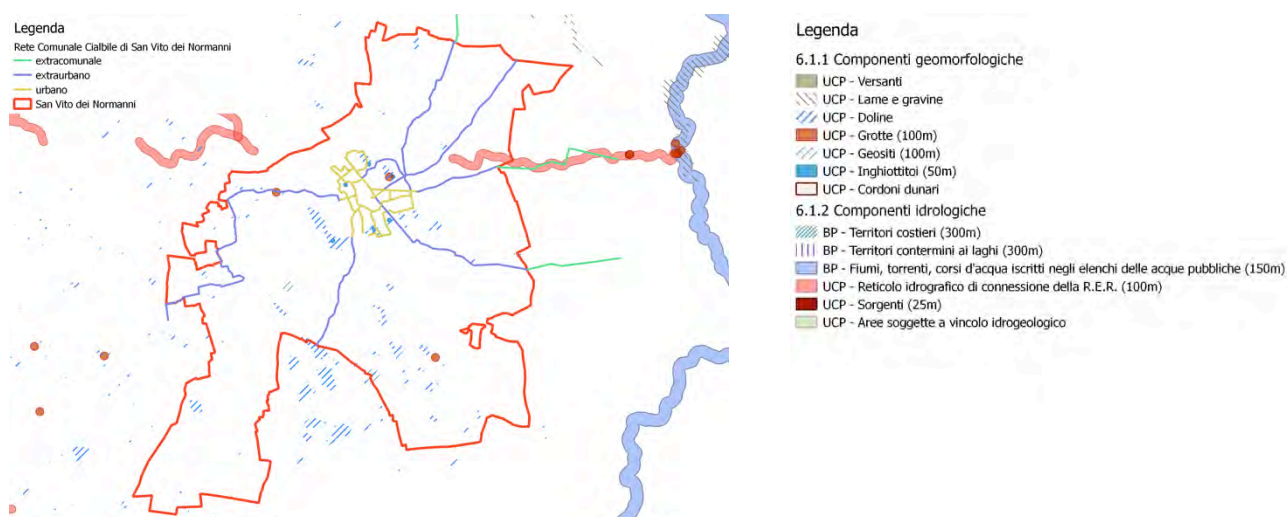 Legenda
Rete Comunale Cialbile di San Vito dei Normanni
extracomunale
extraurbano
urbano
San Vito dei Normanni
Legenda
6.1.1 Componenti geomorfologiche
UCP - Versanti
UCP - Lame e gravine
UCP - Doline
UCP - Grotte (100m)
UCP - Geositi (100m)
UCP - Inghiottitoi (50m)
UCP - Cordoni dunari
6.1.2 Componenti idrologiche
BP - Territori costieri (300m)
BP - Territori contermini ai laghi (300m)
BP - Fiumi, torrenti, corsi d'acqua iscritti negli elenchi delle acque pubbliche (150m)
UCP - Reticolo idrografico di connessione della R.E.R. (100m)
UCP - Sorgenti (25m)
UCP - Aree soggette a vincolo idrogeologico